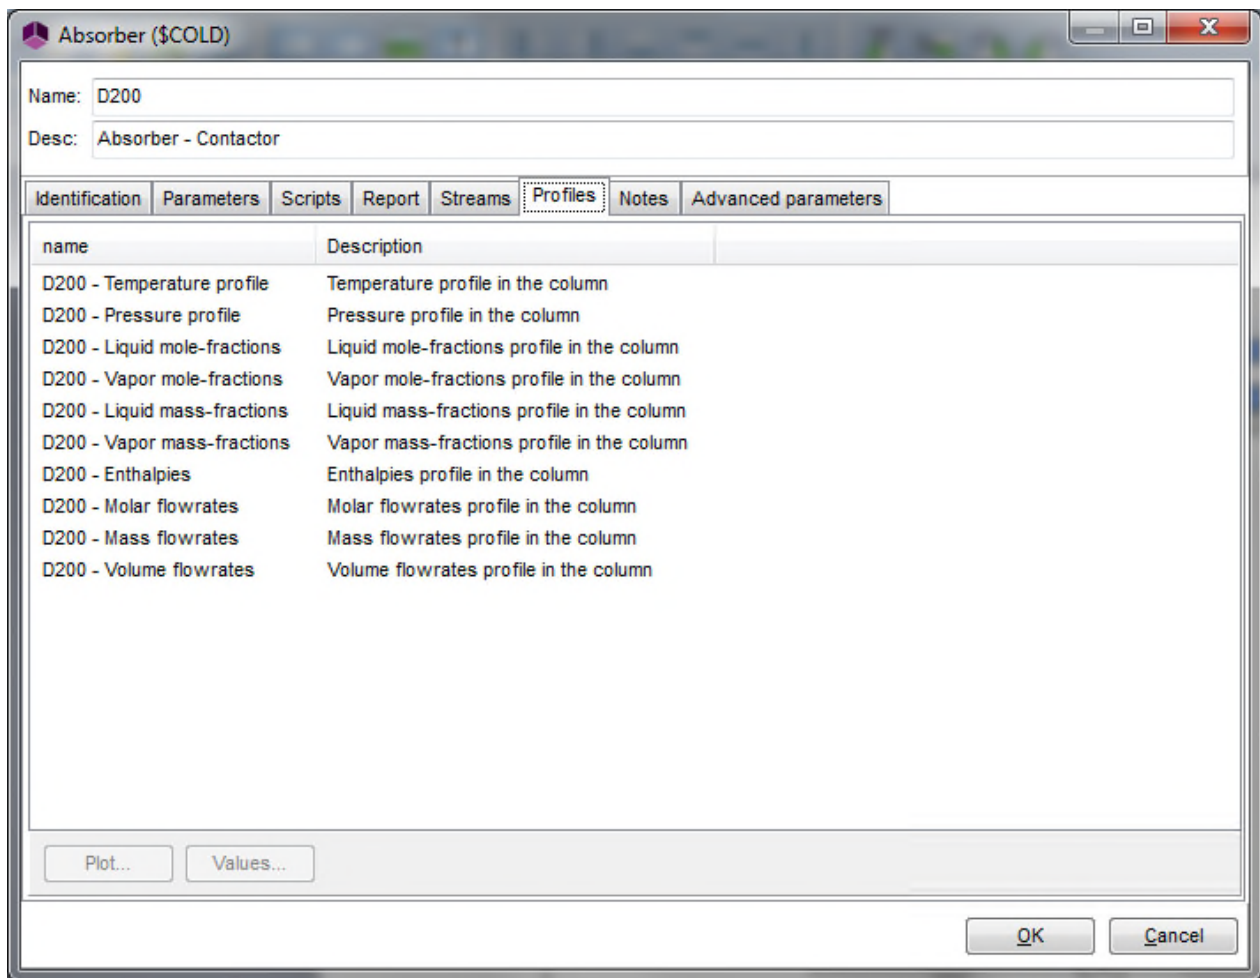 Absorber ($COLD)
Name: D200
Desc: Absorber - Contactor
Identification Parameters Scripts Report Streams Profiles Notes Advanced parameters
name Description
D200 - Temperature profile Temperature profile in the column
D200 - Pressure profile Pressure profile in the column
D200 - Liquid mole-fractions Liquid mole-fractions profile in the column
D200 - Vapor mole-fractions Vapor mole-fractions profile in the column
D200 - Liquid mass-fractions Liquid mass-fractions profile in the column
D200 - Vapor mass-fractions Vapor mass-fractions profile in the column
D200 - Enthalpies Enthalpies profile in the column
D200 - Molar flowrates Molar flowrates profile in the column
D200 - Mass flowrates Mass flowrates profile in the column
D200 - Volume flowrates Volume flowrates profile in the column
Plot... Values...
OK Cancel